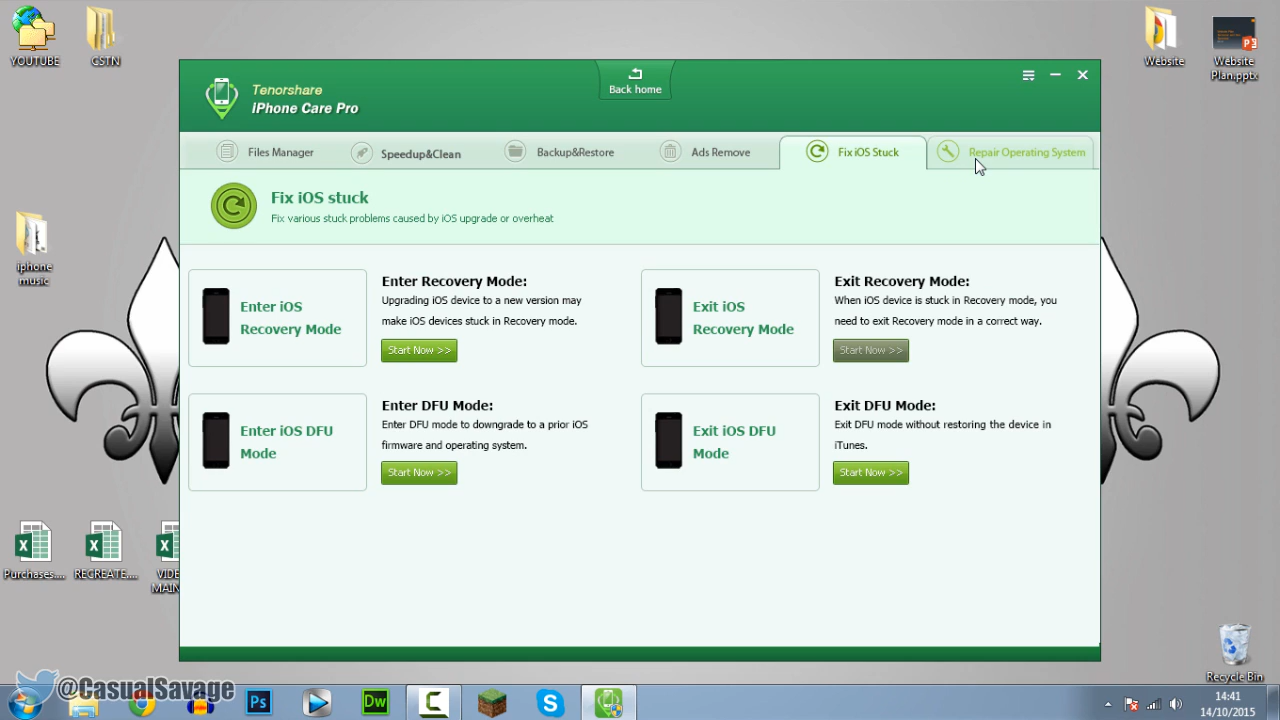 YOUTUBE
CSTN
Website
Website
Plan.pptx
Tenorshare
iPhone Care Pro
Back home
Files Manager
Speedup&Clean
Backup&Restore
Ads Remove
Fix iOS Stuck
Repair Operating System
Fix iOS stuck
Fix various stuck problems caused by iOS upgrade or overheat
iphone
music
Enter iOS
Recovery Mode
Enter Recovery Mode:
Upgrading iOS device to a new version may
make iOS devices stuck in Recovery mode.
Start Now >>
Exit iOS
Recovery Mode
Exit Recovery Mode:
When iOS device is stuck in Recovery mode, you
need to exit Recovery mode in a correct way.
Start Now >>
Enter iOS DFU
Mode
Enter DFU Mode:
Enter DFU mode to downgrade to a prior iOS
firmware and operating system.
Start Now >>
Exit iOS DFU
Mode
Exit DFU Mode:
Exit DFU mode without restoring the device in
iTunes.
Start Now >>
Purchases....
RECREATE....
VIDE
MAIN
Recycle Bin
@CasualSavage
Ps
Dw
C
S
14:41
14/10/2015